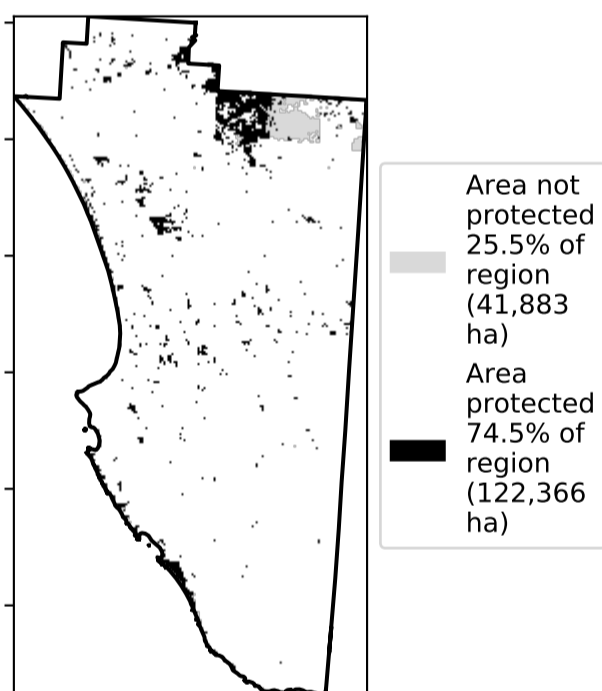 Area not
protected
25.5% of
region
(41,883
ha)
Area
protected
74.5% of
region
(122,366
ha)